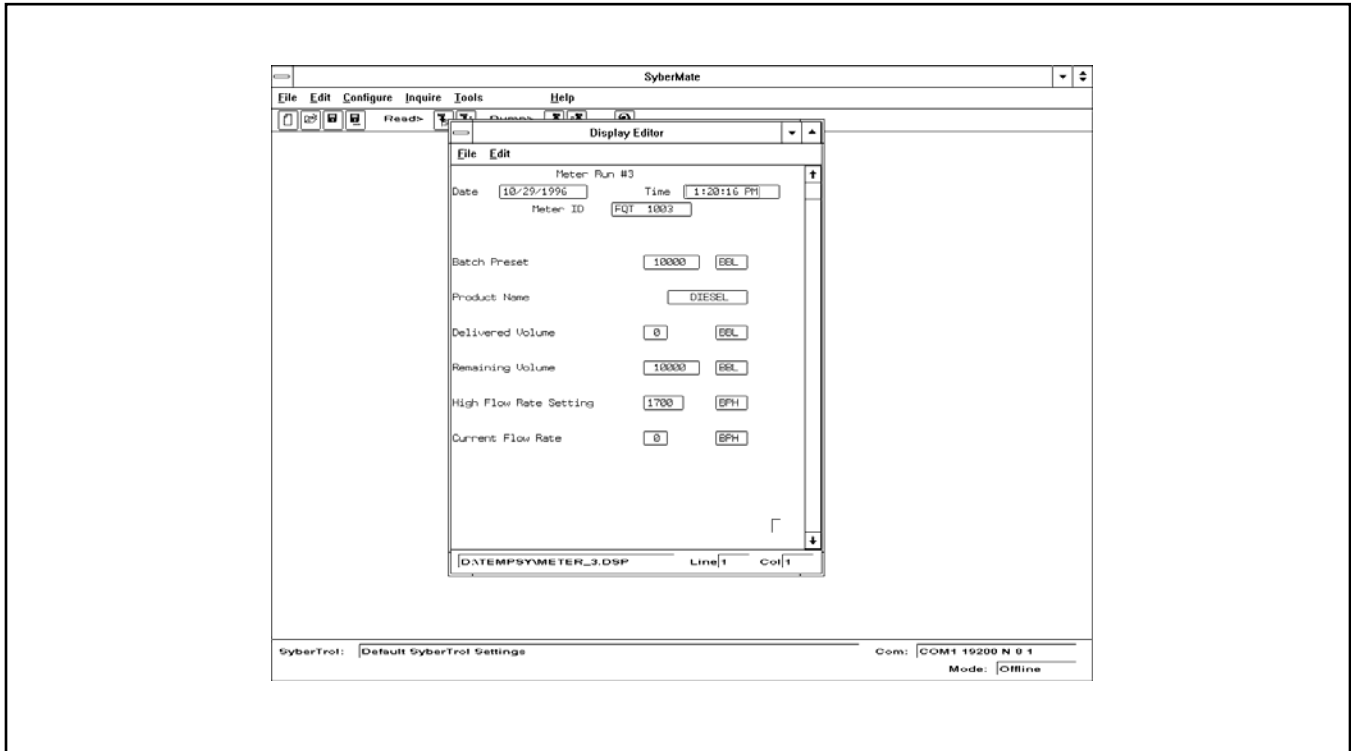 SyberMate
File Edit Configure Inquire Tools Help
Read>
Display Editor
File Edit
Meter Run #3
Date 10/29/1996 Time 1:20:16 PM
Meter ID FQT 1003
Batch Preset 10000 BBL
Product Name DIESEL
Delivered Volume 0 BBL
Remaining Volume 10000 BBL
High Flow Rate Setting 1700 BPH
Current Flow Rate 0 BPH
D:\TEMPSY\METER_3.DSP Line 1 Col 1
SyberTrol: Default SyberTrol Settings Com: COM1 19200 N 8 1
Mode: Offline